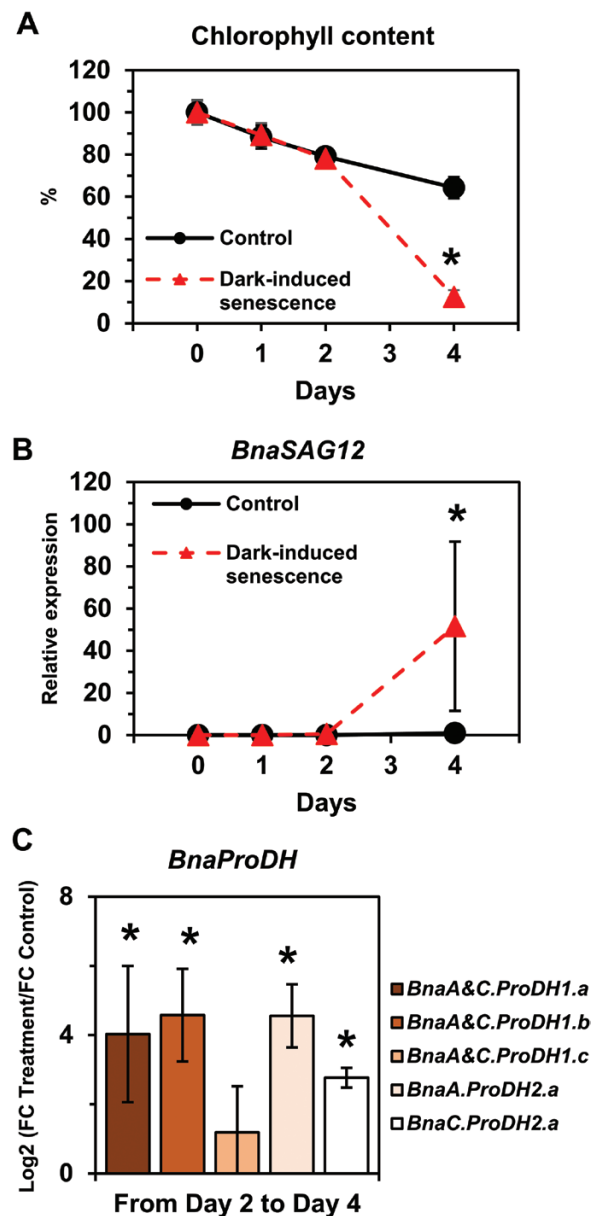 A
Chlorophyll content
120
100
80
60
40
20
0
%
Control
Dark-induced
senescence
*
0 1 2 3 4
Days
B
BnaSAG12
120
100
80
60
40
20
0
Relative expression
Control
Dark-induced
senescence
*
0 1 2 3 4
Days
C
BnaProDH
8
4
0
Log2 (FC Treatment/FC Control)
* * * *
BnaA&C.ProDH1.a
BnaA&C.ProDH1.b
BnaA&C.ProDH1.c
BnaA.ProDH2.a
BnaC.ProDH2.a
From Day 2 to Day 4